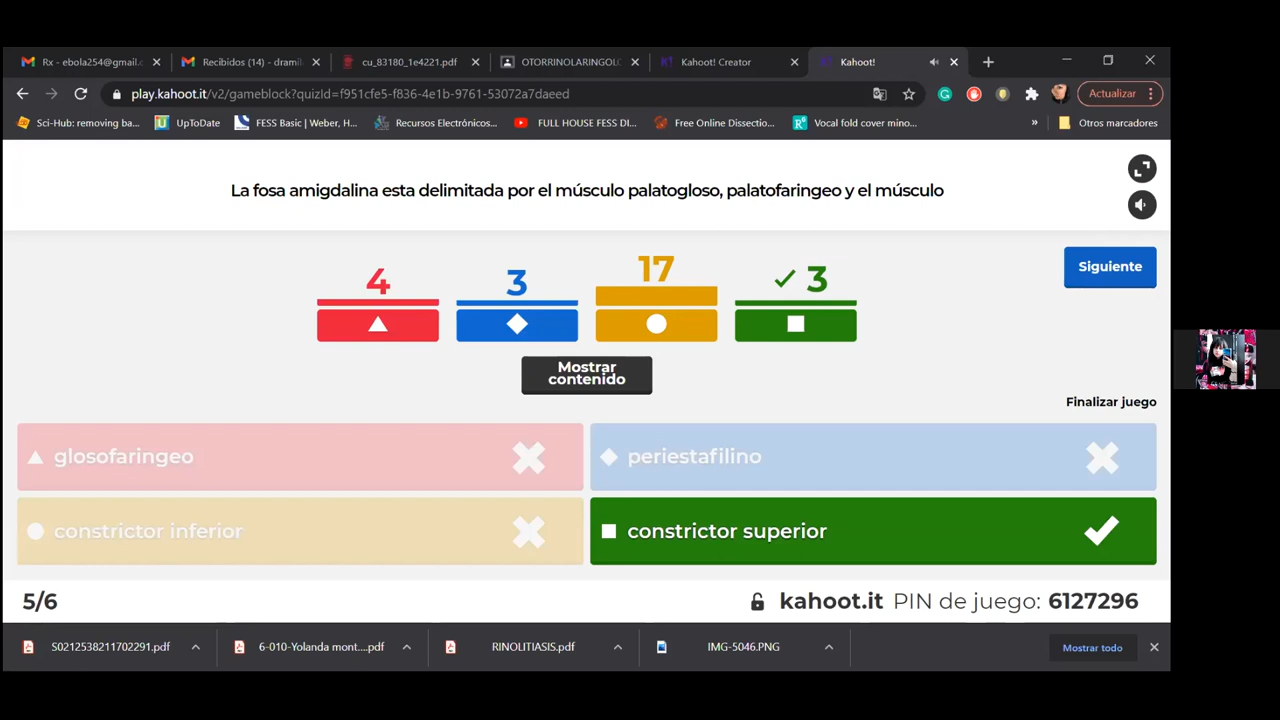 Rx - ebola254@gmail.c
Recibidos (14) - dramil
cu_83180_1e4221.pdf
OTORRINOLARINGOLO
Kahoot! Creator
Kahoot!
play.kahoot.it/v2/gameblock?quizId=f951cfe5-f836-4e1b-9761-53072a7daeed
Actualizar
Sci-Hub: removing ba...
UpToDate
FESS Basic | Weber, H...
Recursos Electrónicos...
FULL HOUSE FESS DI...
Free Online Dissectio...
Vocal fold cover mino...
»
Otros marcadores
La fosa amigdalina esta delimitada por el músculo palatogloso, palatofaringeo y el músculo
4
3
17
3
Siguiente
Mostrar
contenido
Finalizar juego
glosofaringeo
periestafilino
constrictor inferior
constrictor superior
5/6
kahoot.it PIN de juego: 6127296
S0212538211702291.pdf
6-010-Yolanda mont....pdf
RINOLITIASIS.pdf
IMG-5046.PNG
Mostrar todo